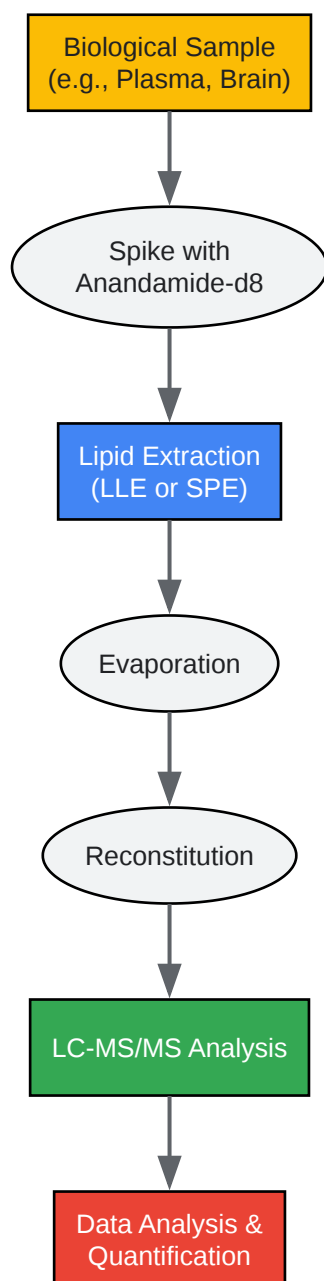 Biological Sample
(e.g., Plasma, Brain)
Spike with
Anandamide-d8
Lipid Extraction
(LLE or SPE)
Evaporation
Reconstitution
LC-MS/MS Analysis
Data Analysis &
Quantification